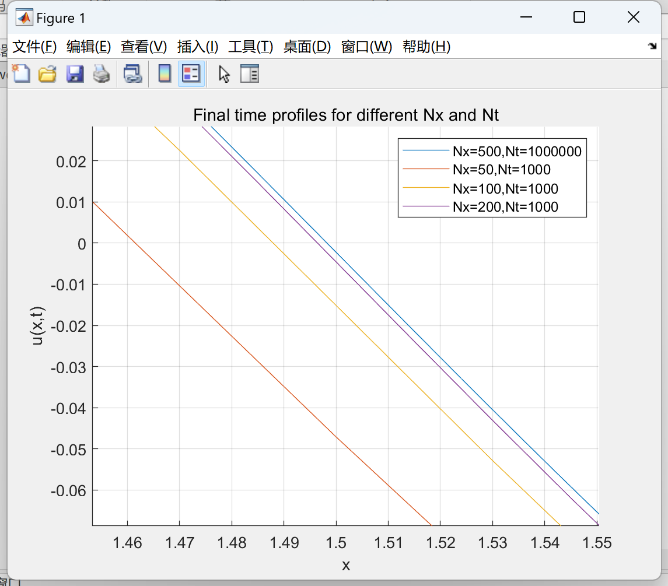 Figure 1
文件(F) 编辑(E) 查看(V) 插入(I) 工具(T) 桌面(D) 窗口(W) 帮助(H)
Final time profiles for different Nx and Nt
Nx=500,Nt=1000000
Nx=50,Nt=1000
Nx=100,Nt=1000
Nx=200,Nt=1000
0.02
0.01
0
-0.01
-0.02
-0.03
-0.04
-0.05
-0.06
u(x,t)
1.46 1.47 1.48 1.49 1.5 1.51 1.52 1.53 1.54 1.55
x